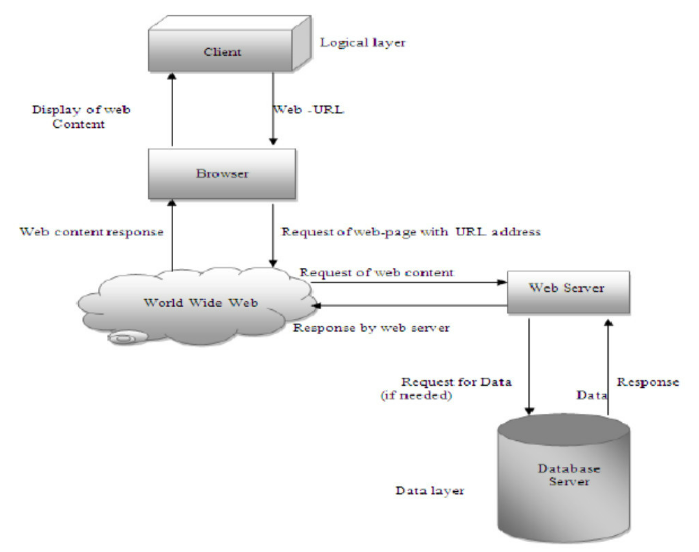 Client
Logical layer
Display of web
Content
Web -URL
Browser
Web content response
Request of web-page with URL address
Request of web content
World Wide Web
Web Server
Response by web server
Request for Data
(if needed)
Response
Data
Database
Server
Data layer